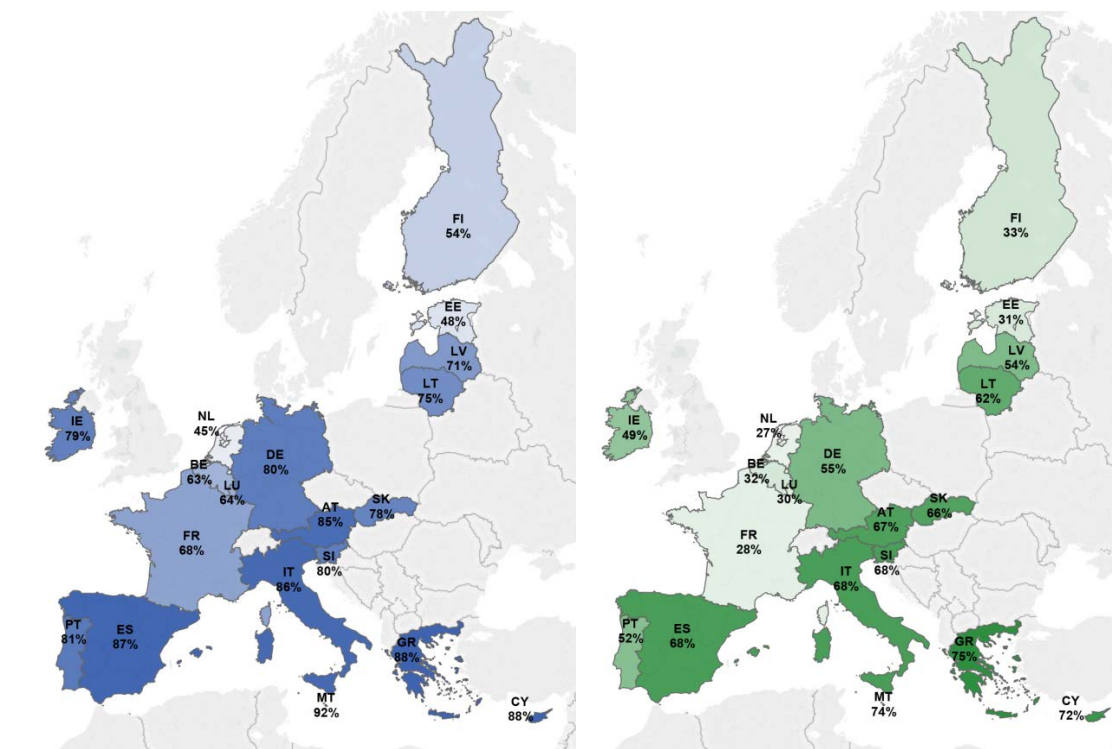 FI
54%
EE
48%
LV
71%
LT
75%
IE
79%
NL
45%
DE
80%
BE
63%
LU
64%
SK
78%
AT
85%
FR
68%
SI
80%
IT
86%
PT
81%
ES
87%
GR
88%
MT
92%
CY
88%
FI
33%
EE
31%
LV
54%
LT
62%
IE
49%
NL
27%
DE
55%
BE
32%
LU
30%
SK
66%
AT
67%
FR
28%
SI
68%
IT
68%
PT
52%
ES
68%
GR
75%
MT
74%
CY
72%